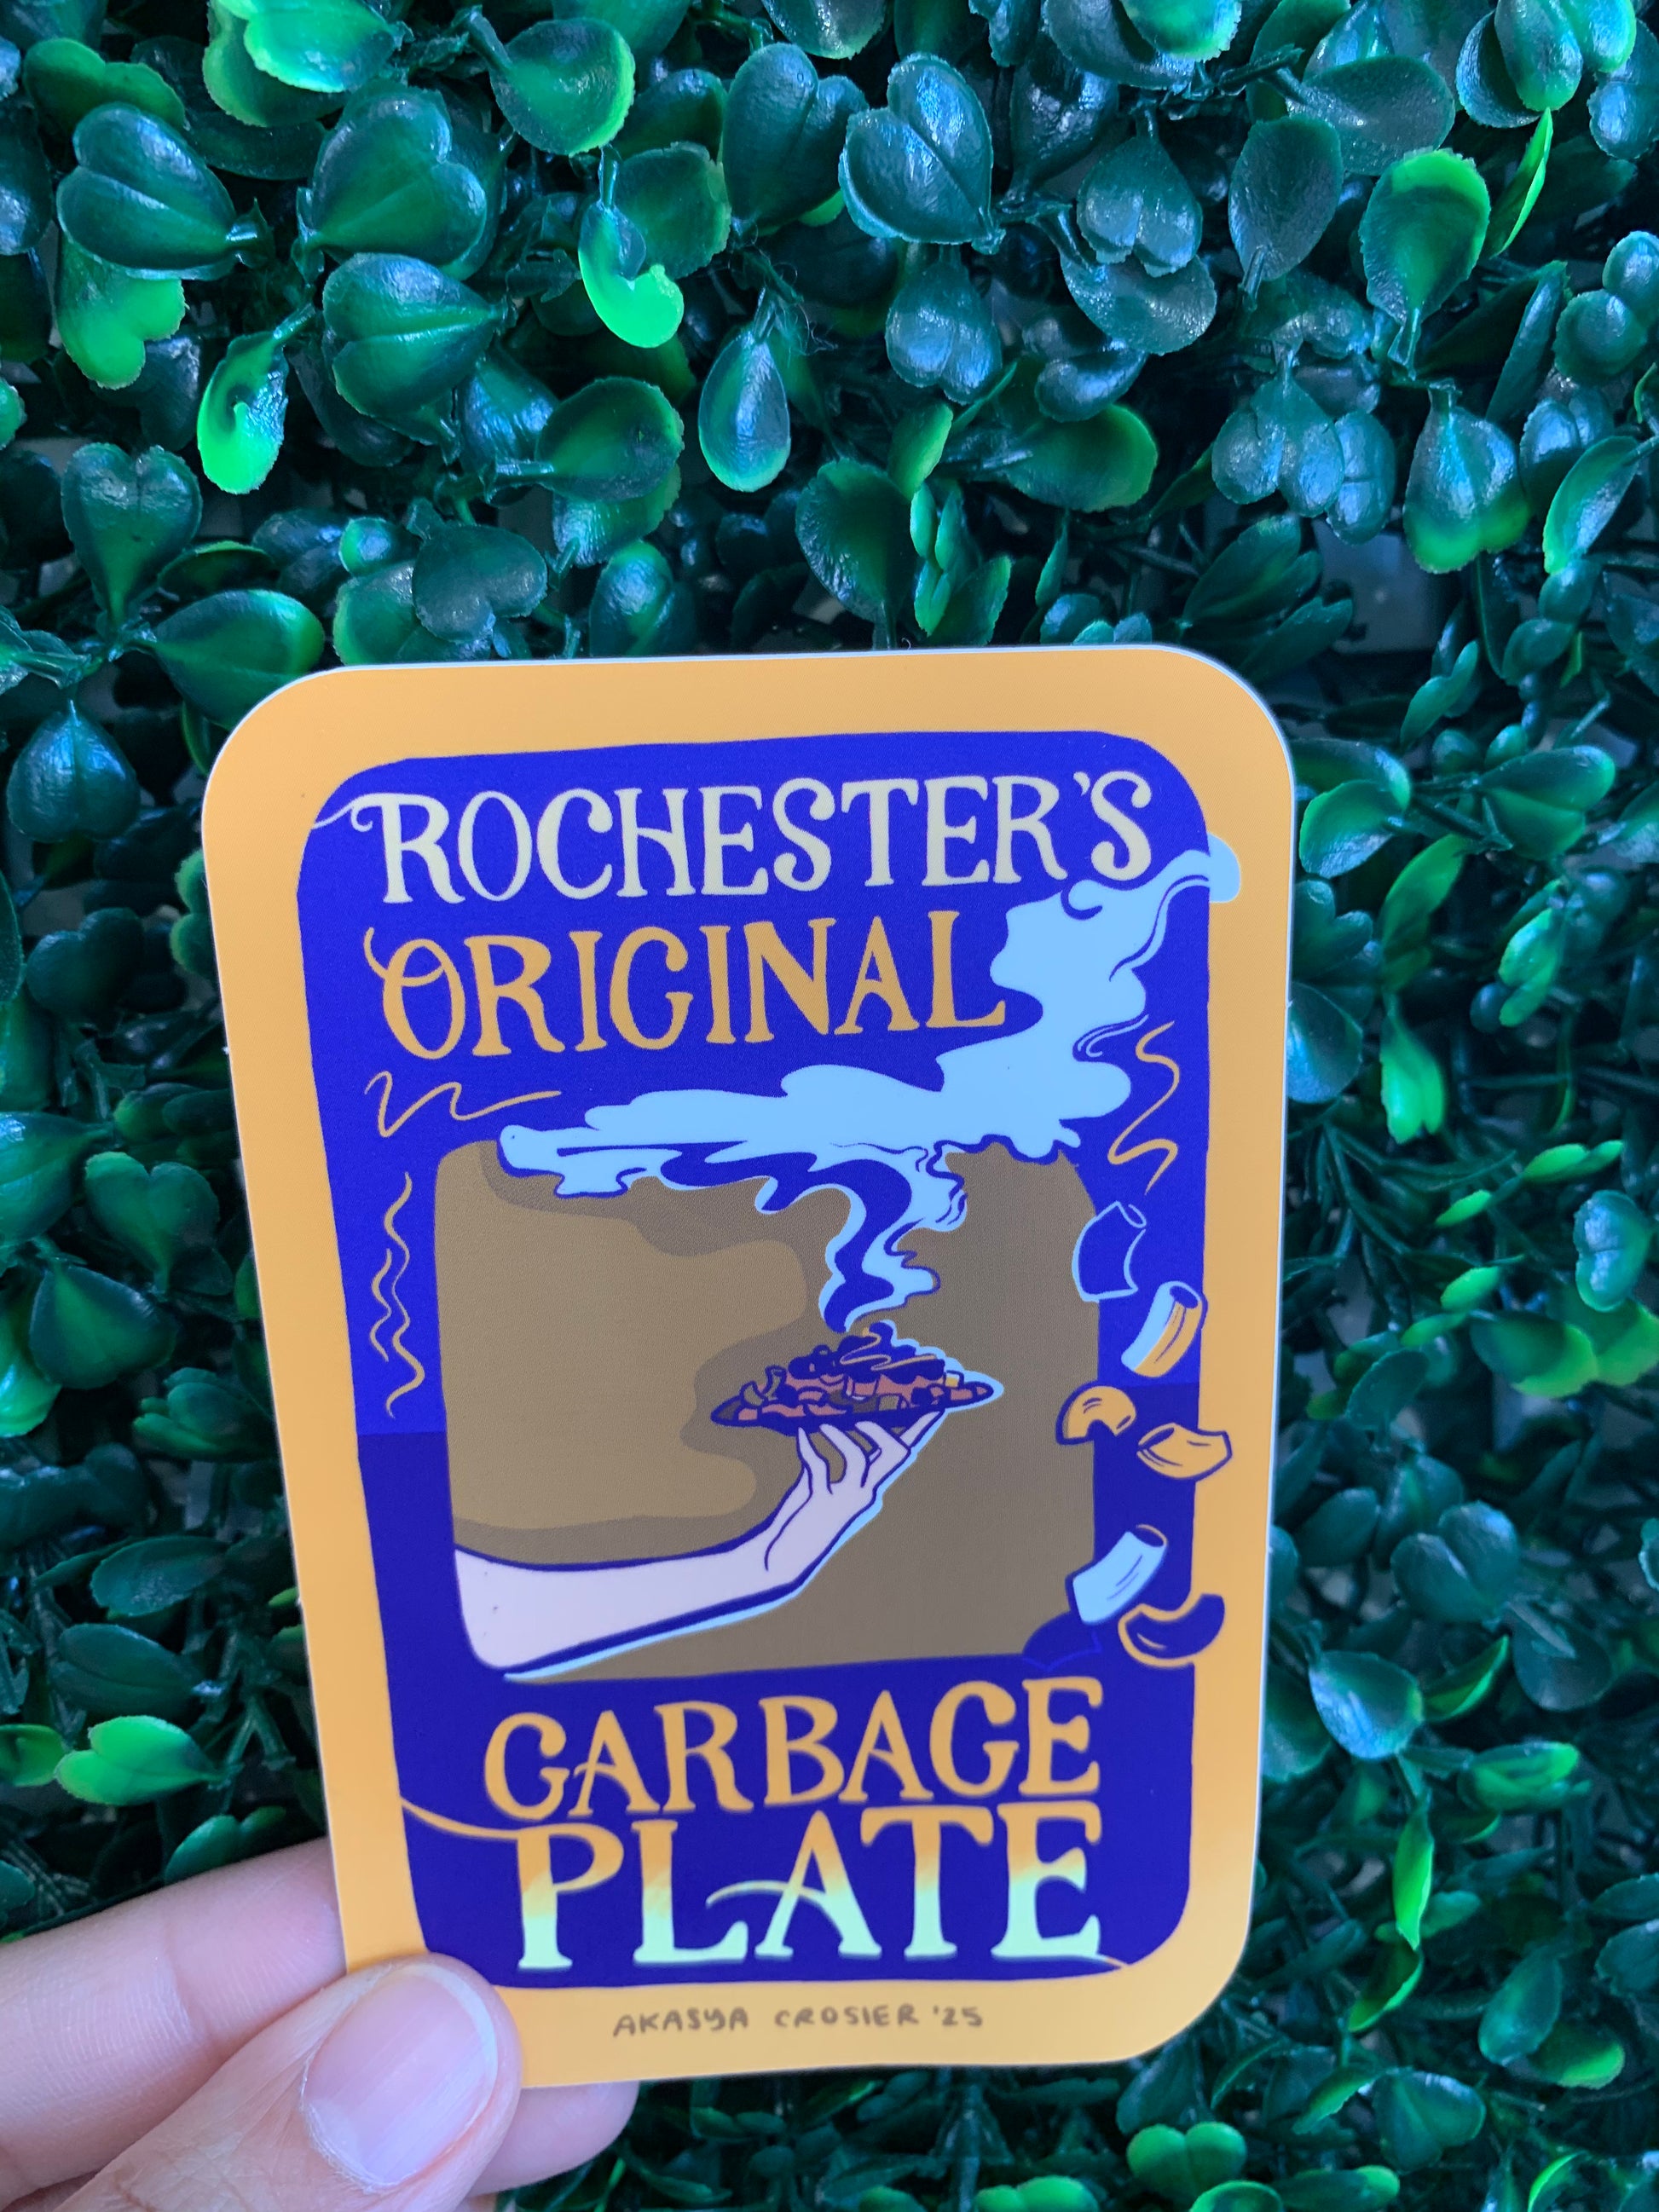 ROCHESTER'S
ORIGINAL
GARBAGE
PLATE
AKASYA CROSIER '25